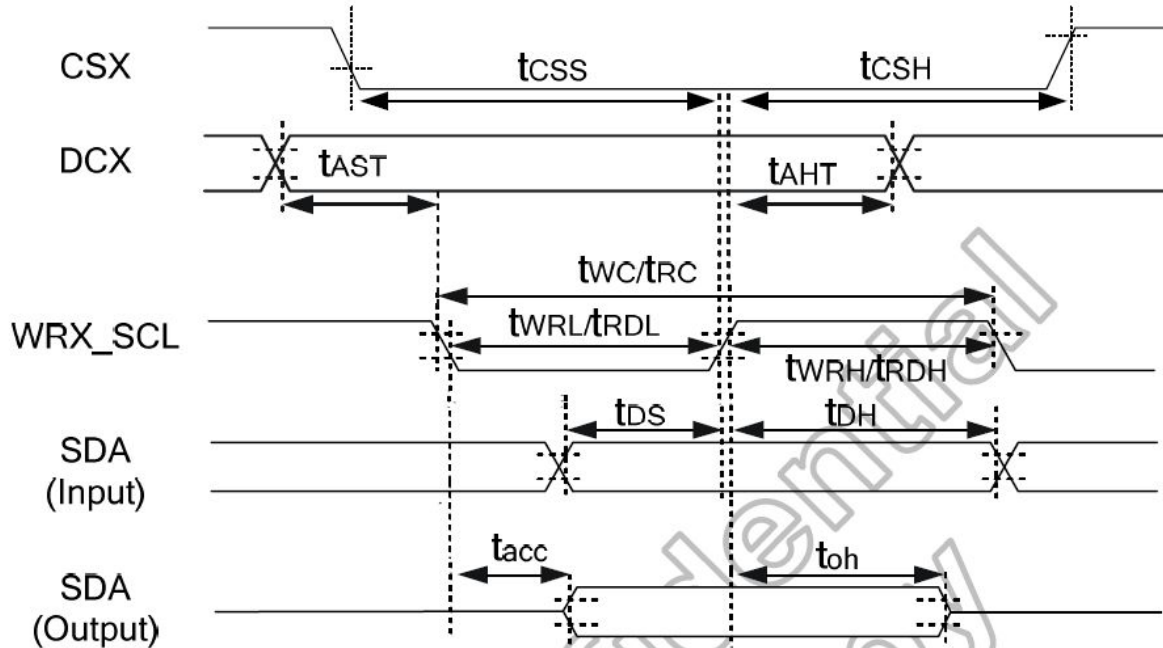 CSX
tCSS
tCSH
DCX
tAST
tAHT
tWC/tRC
WRX_SCL
tWRL/tRDL
tWRH/tRDH
tDS
tDH
SDA
(Input)
tacc
toh
SDA
(Output)